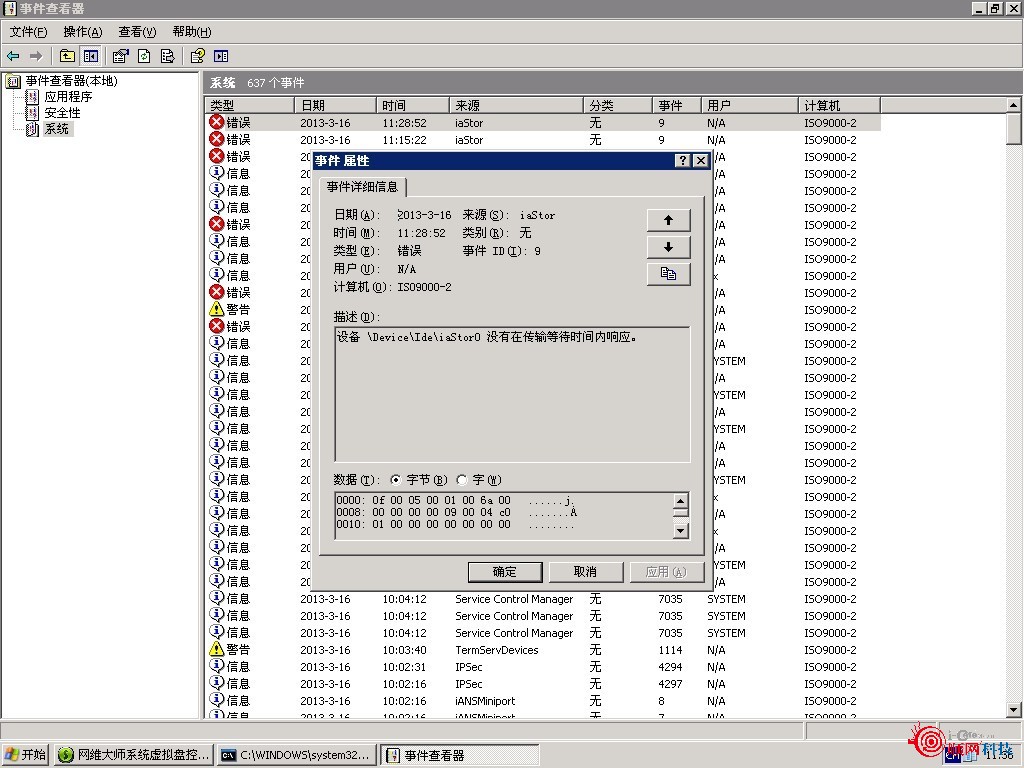 事件查看器
文件(F) 操作(A) 查看(V) 帮助(H)
事件查看器(本地)
应用程序
安全性
系统
系统 637 个事件
类型 日期 时间 来源 分类 事件 用户 计算机
错误 2013-3-16 11:28:52 iaStor 无 9 N/A ISO9000-2
错误 2013-3-16 11:15:22 iaStor 无 9 N/A ISO9000-2
错误 20 /A ISO9000-2
信息 20 /A ISO9000-2
信息 20 /A ISO9000-2
信息 20 /A ISO9000-2
错误 20 /A ISO9000-2
信息 20 /A ISO9000-2
信息 20 /A ISO9000-2
信息 20 x ISO9000-2
错误 20 /A ISO9000-2
警告 20 /A ISO9000-2
错误 20 /A ISO9000-2
信息 20 /A ISO9000-2
信息 20 YSTEM ISO9000-2
信息 20 /A ISO9000-2
信息 20 YSTEM ISO9000-2
信息 20 /A ISO9000-2
信息 20 YSTEM ISO9000-2
信息 20 /A ISO9000-2
信息 20 /A ISO9000-2
信息 20 YSTEM ISO9000-2
信息 20 x ISO9000-2
信息 20 /A ISO9000-2
信息 20 x ISO9000-2
信息 20 /A ISO9000-2
信息 20 YSTEM ISO9000-2
信息 20 /A ISO9000-2
信息 2013-3-16 10:04:12 Service Control Manager 无 7035 SYSTEM ISO9000-2
信息 2013-3-16 10:04:12 Service Control Manager 无 7035 SYSTEM ISO9000-2
信息 2013-3-16 10:04:12 Service Control Manager 无 7035 SYSTEM ISO9000-2
警告 2013-3-16 10:03:40 TermServDevices 无 1114 N/A ISO9000-2
信息 2013-3-16 10:02:31 IPSec 无 4294 N/A ISO9000-2
信息 2013-3-16 10:02:16 IPSec 无 4297 N/A ISO9000-2
信息 2013-3-16 10:02:16 iANSMiniport 无 8 N/A ISO9000-2
信息 2013-3-16 10:02:16 iANSMiniport 无 7 N/A ISO9000-2
事件 属性
事件详细信息
日期(A): 2013-3-16 来源(S): iaStor
时间(M): 11:28:52 类别(R): 无
类型(E): 错误 事件 ID(I): 9
用户(U): N/A
计算机(O): ISO9000-2
描述(D):
设备 \Device\Ide\iaStor0 没有在传输等待时间内响应。
数据(T): 字节(B) 字(W)
0000: 0f 00 05 00 01 00 6a 00 ......j.
0008: 00 00 00 00 09 00 04 c0 .......À
0010: 01 00 00 00 00 00 00 00 ........
确定 取消 应用(A)
开始 网维大师系统虚拟盘控... C:\WINDOWS\system32... 事件查看器 11:36